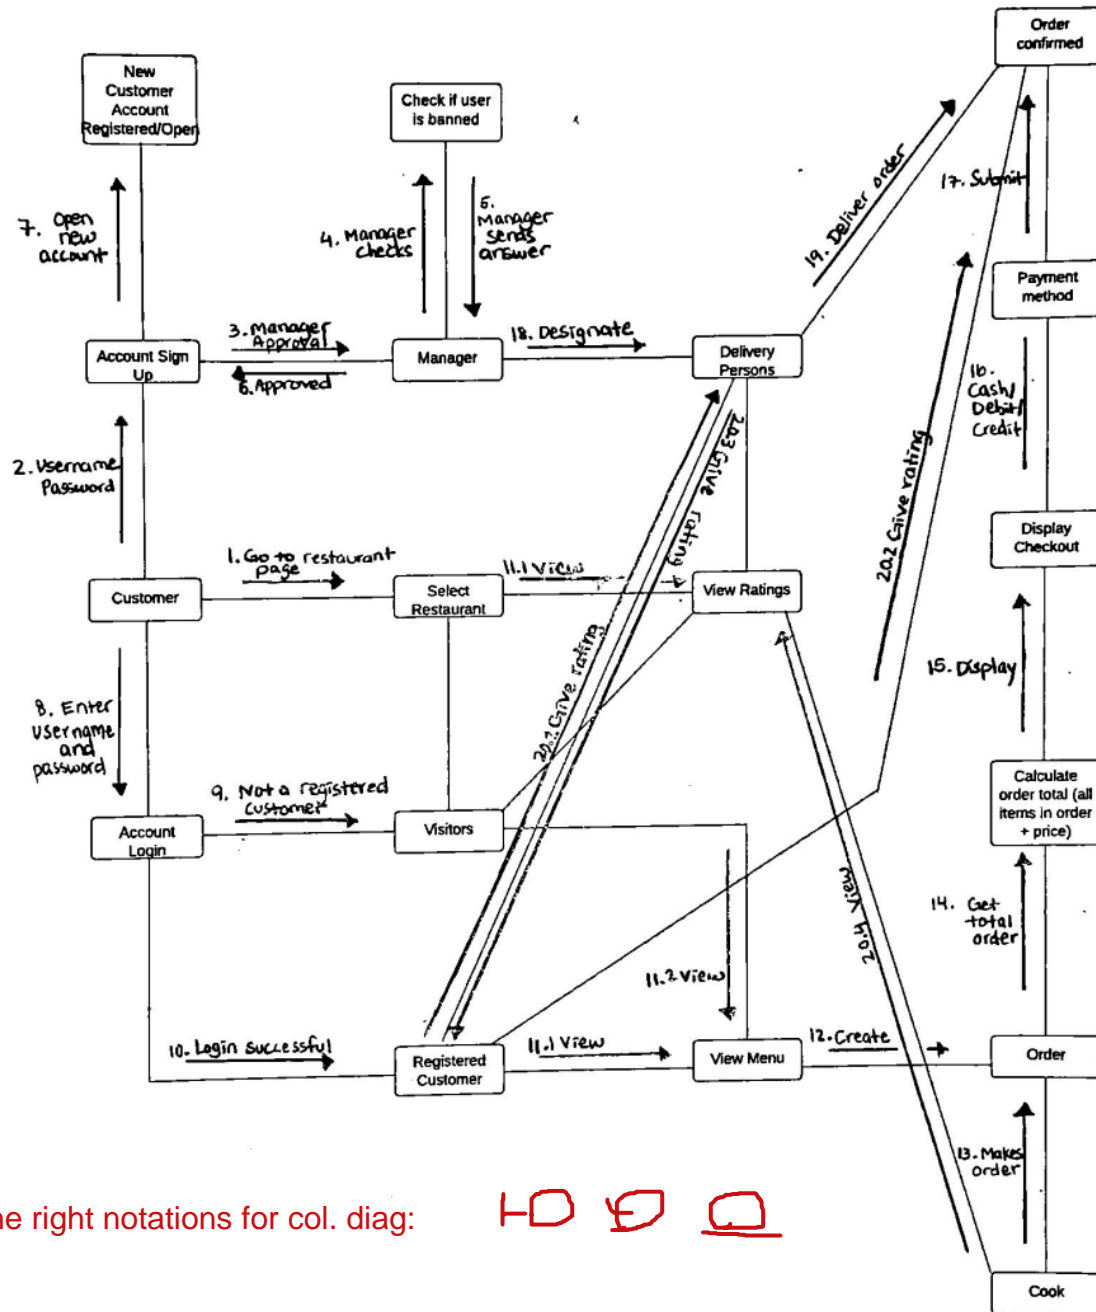 Order
confirmed
New
Customer
Account
Registered/Open
Check if user
is banned
17. Submit
19. Deliver order
7. Open
new
account
4. Manager
checks
5.
Manager
sends
answer
Payment
method
3. Manager
Approval
18. Designate
Account Sign
Up
Manager
Delivery
Persons
6. Approved
16.
Cash/
Debit/
Credit
20.3 Give rating
20.2 Give rating
2. Username
Password
Display
Checkout
1. Go to restaurant
page
11.1 View
Customer
Select
Restaurant
View Ratings
Give rating
15. Display
8. Enter
username
and
password
9. Not a registered
customer
Calculate
order total (all
items in order
+ price)
Account
Login
Visitors
20.4 View
14. Get
total
order
11.2 View
10. Login successful
11.1 View
12. Create
Registered
Customer
View Menu
Order
13. Makes
order
right notations for col. diag:
Cook